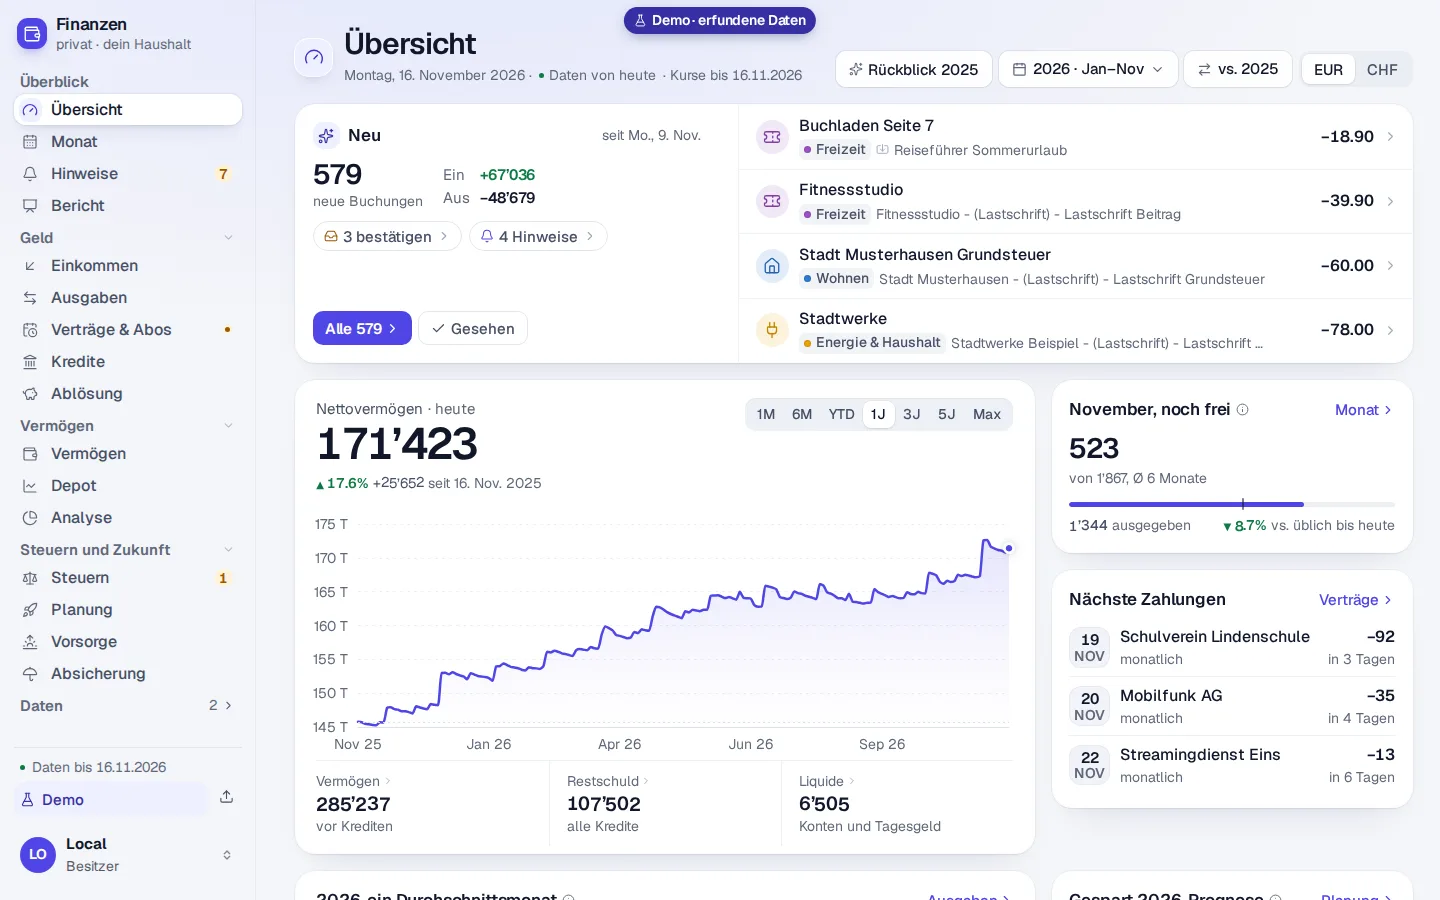 Finanzen
privat · dein Haushalt
Überblick
Übersicht
Monat
Hinweise 7
Bericht
Geld
Einkommen
Ausgaben
Verträge & Abos
Kredite
Ablösung
Vermögen
Vermögen
Depot
Analyse
Steuern und Zukunft
Steuern 1
Planung
Vorsorge
Absicherung
Daten 2
Daten bis 16.11.2026
Demo
LO
Local
Besitzer
Demo · erfundene Daten
Übersicht
Montag, 16. November 2026 · Daten von heute · Kurse bis 16.11.2026
Rückblick 2025
2026 · Jan–Nov
vs. 2025
EUR CHF
Neu
seit Mo., 9. Nov.
579
neue Buchungen
Ein +67’036
Aus −48’679
3 bestätigen
4 Hinweise
Alle 579
Gesehen
Buchladen Seite 7
Freizeit Reiseführer Sommerurlaub
−18.90
Fitnessstudio
Freizeit Fitnessstudio - (Lastschrift) - Lastschrift Beitrag
−39.90
Stadt Musterhausen Grundsteuer
Wohnen Stadt Musterhausen - (Lastschrift) - Lastschrift Grundsteuer
−60.00
Stadtwerke
Energie & Haushalt Stadtwerke Beispiel - (Lastschrift) - Lastschrift …
−78.00
Nettovermögen · heute
171’423
▲ 17.6% +25’652 seit 16. Nov. 2025
1M 6M YTD 1J 3J 5J Max
175 T
170 T
165 T
160 T
155 T
150 T
145 T
Nov 25 Jan 26 Apr 26 Jun 26 Sep 26
Vermögen
285’237
vor Krediten
Restschuld
107’502
alle Kredite
Liquide
6’505
Konten und Tagesgeld
November, noch frei
Monat
523
von 1’867, Ø 6 Monate
1’344 ausgegeben
▼ 8.7% vs. üblich bis heute
Nächste Zahlungen
Verträge
19 NOV
Schulverein Lindenschule −92
monatlich in 3 Tagen
20 NOV
Mobilfunk AG −35
monatlich in 4 Tagen
22 NOV
Streamingdienst Eins −13
monatlich in 6 Tagen
2026, ein Durchschnittsmonat
Ausgaben
Gespart 2026, Prognose
Planung